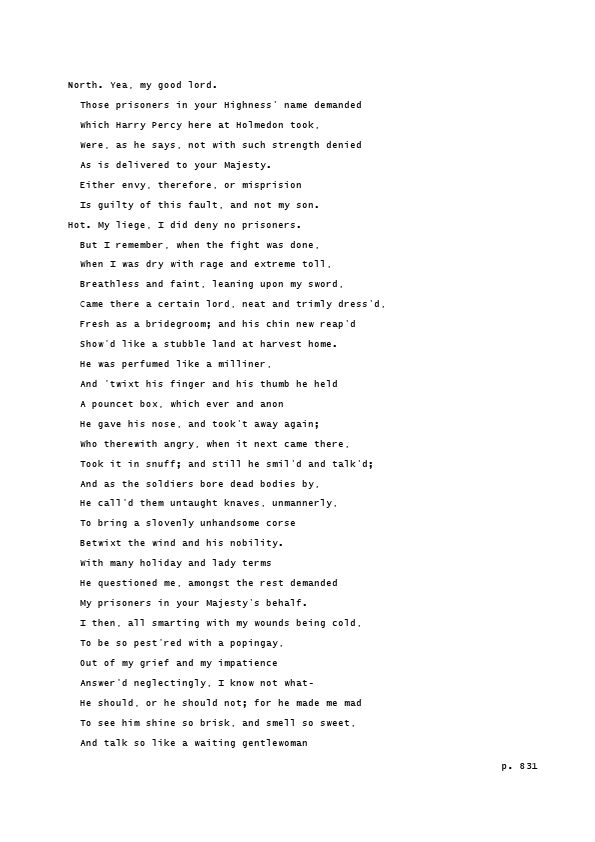 North. Yea, my good lord.
Those prisoners in your Highness' name demanded
Which Harry Percy here at Holmedon took,
Were, as he says, not with such strength denied
As is delivered to your Majesty.
Either envy, therefore, or misprision
Is guilty of this fault, and not my son.
Hot. My liege, I did deny no prisoners.
But I remember, when the fight was done,
When I was dry with rage and extreme toll,
Breathless and faint, leaning upon my sword,
Came there a certain lord, neat and trimly dress'd,
Fresh as a bridegroom; and his chin new reap'd
Show'd like a stubble land at harvest home.
He was perfumed like a milliner,
And 'twixt his finger and his thumb he held
A pouncet box, which ever and anon
He gave his nose, and took't away again;
Who therewith angry, when it next came there,
Took it in snuff; and still he smil'd and talk'd;
And as the soldiers bore dead bodies by,
He call'd them untaught knaves, unmannerly,
To bring a slovenly unhandsome corse
Betwixt the wind and his nobility.
With many holiday and lady terms
He questioned me, amongst the rest demanded
My prisoners in your Majesty's behalf.
I then, all smarting with my wounds being cold,
To be so pest'red with a popingay,
Out of my grief and my impatience
Answer'd neglectingly, I know not what-
He should, or he should not; for he made me mad
To see him shine so brisk, and smell so sweet,
And talk so like a waiting gentlewoman
p. 831